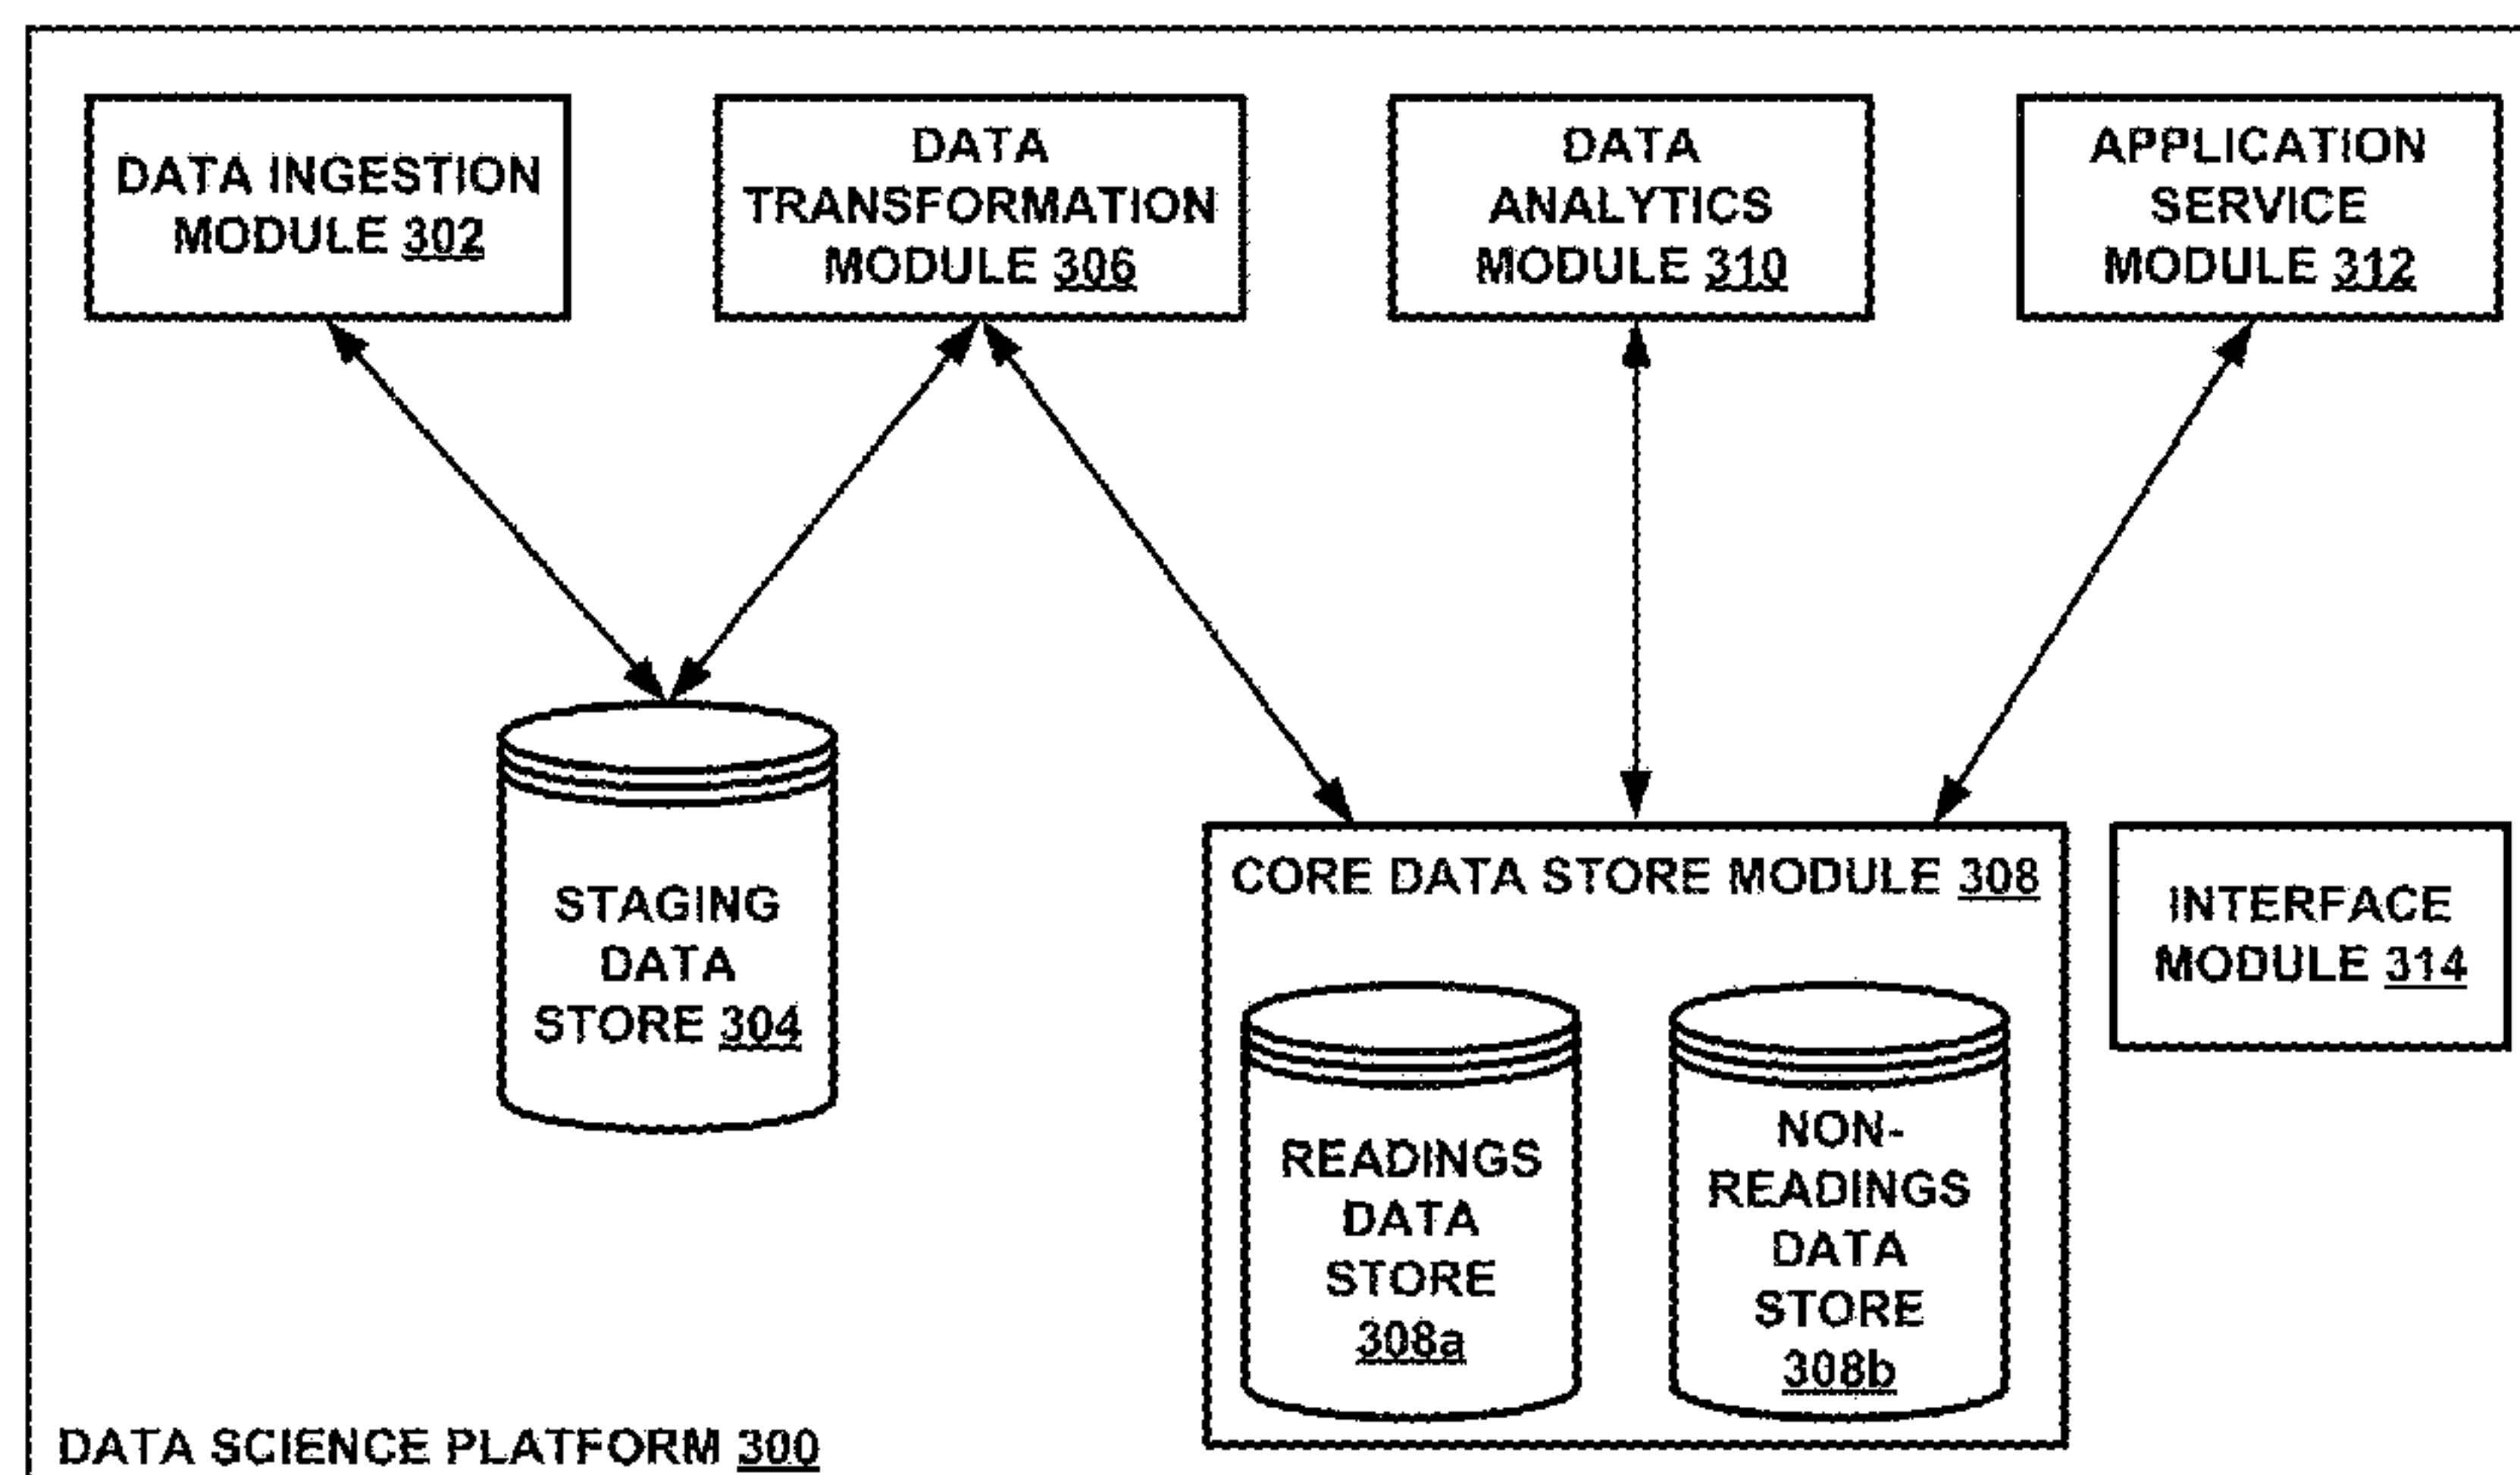 DATA INGESTION
MODULE 302
DATA
TRANSFORMATION
MODULE 306
DATA
ANALYTICS
MODULE 310
APPLICATION
SERVICE
MODULE 312
STAGING
DATA
STORE 304
CORE DATA STORE MODULE 308
READINGS
DATA
STORE
308a
NON-
READINGS
DATA
STORE
308b
INTERFACE
MODULE 314
DATA SCIENCE PLATFORM 300